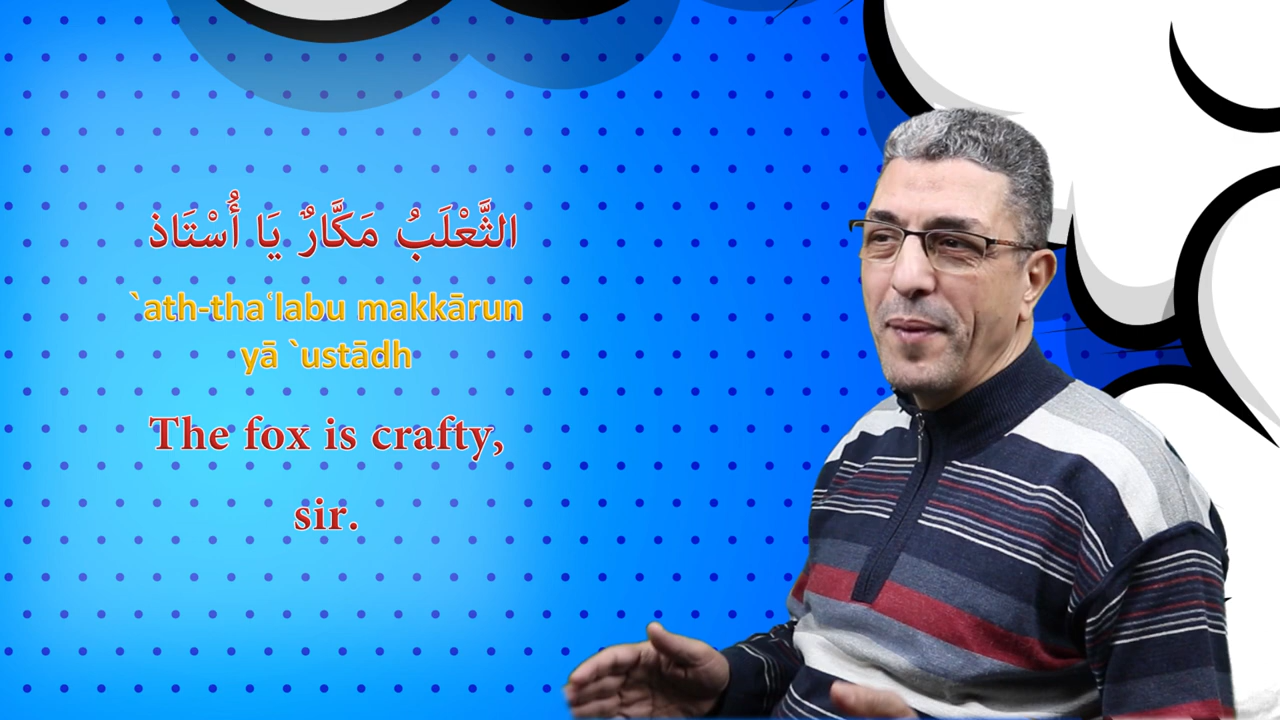 الثَّعْلَبُ مَكَّارٌ يَا أُسْتَاذ
`ath-thaʿlabu makkārun
yā `ustādh
The fox is crafty,
sir.